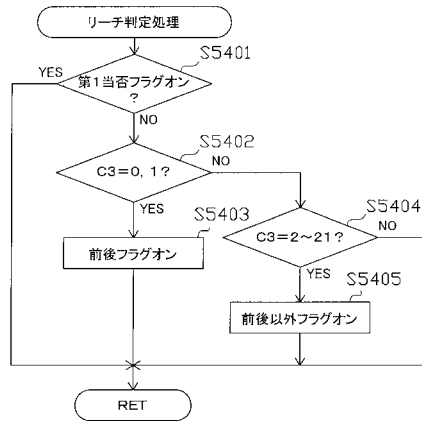 リーチ判定処理
S5401
YES
第1当否フラグオン
?
NO
S5402
C3=0, 1?
NO
YES
S5403
前後フラグオン
S5404
C3=2~21?
NO
YES
S5405
前後以外フラグオン
RET